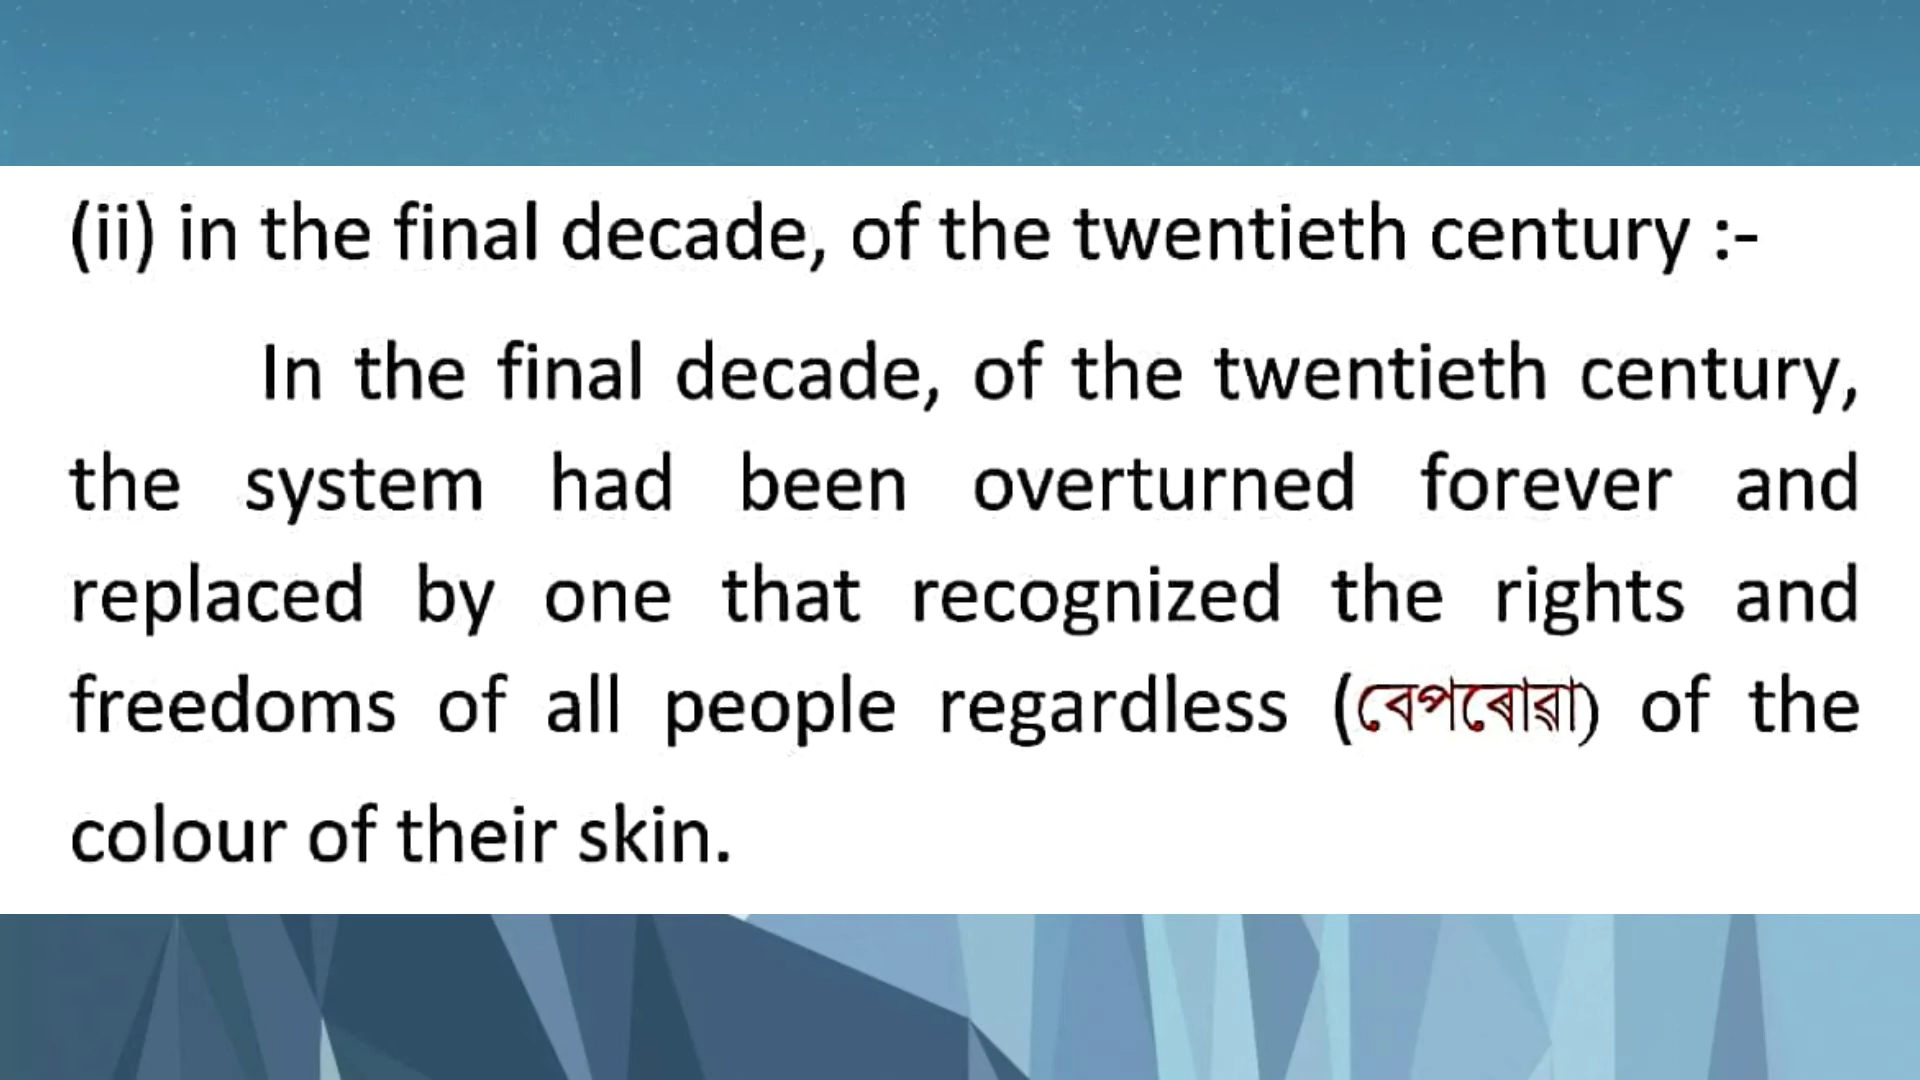 (ii) in the final decade, of the twentieth century :-
In the final decade, of the twentieth century,
the system had been overturned forever and
replaced by one that recognized the rights and
freedoms of all people regardless (বেপৰোৱা) of the
colour of their skin.